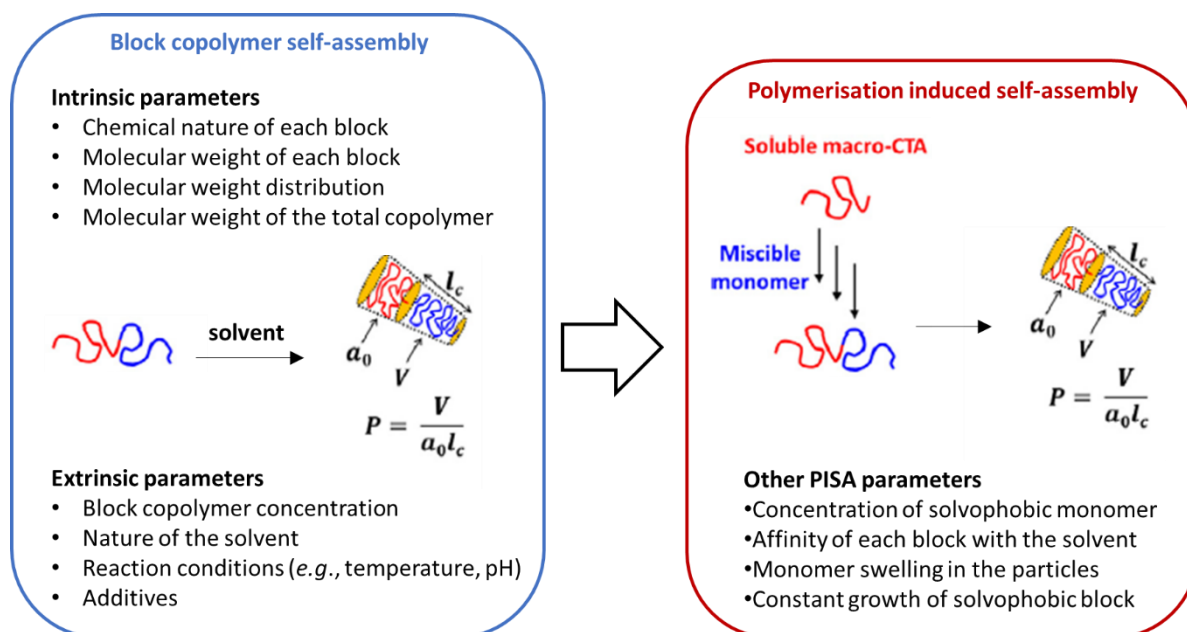 Block copolymer self-assembly
Intrinsic parameters
• Chemical nature of each block
• Molecular weight of each block
• Molecular weight distribution
• Molecular weight of the total copolymer
solvent
l_c
a_0
V
P = V / a_0 l_c
Extrinsic parameters
• Block copolymer concentration
• Nature of the solvent
• Reaction conditions (e.g., temperature, pH)
• Additives
Polymerisation induced self-assembly
Soluble macro-CTA
Miscible
monomer
l_c
a_0
V
P = V / a_0 l_c
Other PISA parameters
•Concentration of solvophobic monomer
•Affinity of each block with the solvent
•Monomer swelling in the particles
•Constant growth of solvophobic block